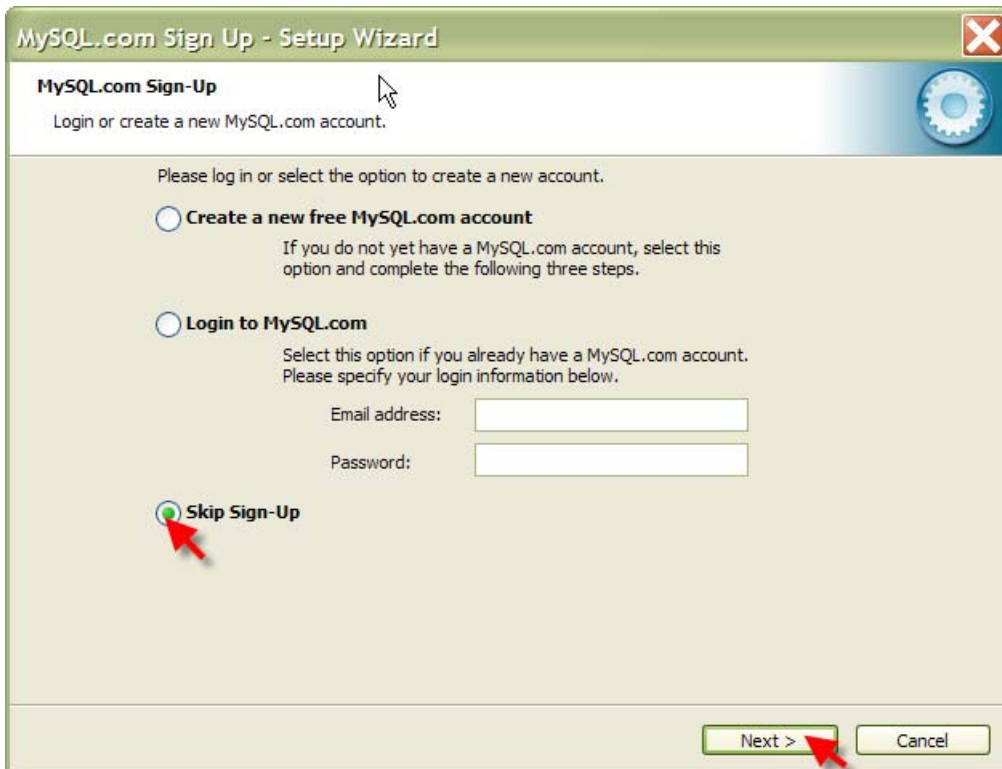 MySQL.com Sign Up - Setup Wizard
MySQL.com Sign-Up
Login or create a new MySQL.com account.
Please log in or select the option to create a new account.
Create a new free MySQL.com account
If you do not yet have a MySQL.com account, select this
option and complete the following three steps.
Login to MySQL.com
Select this option if you already have a MySQL.com account.
Please specify your login information below.
Email address:
Password:
Skip Sign-Up
Next >
Cancel